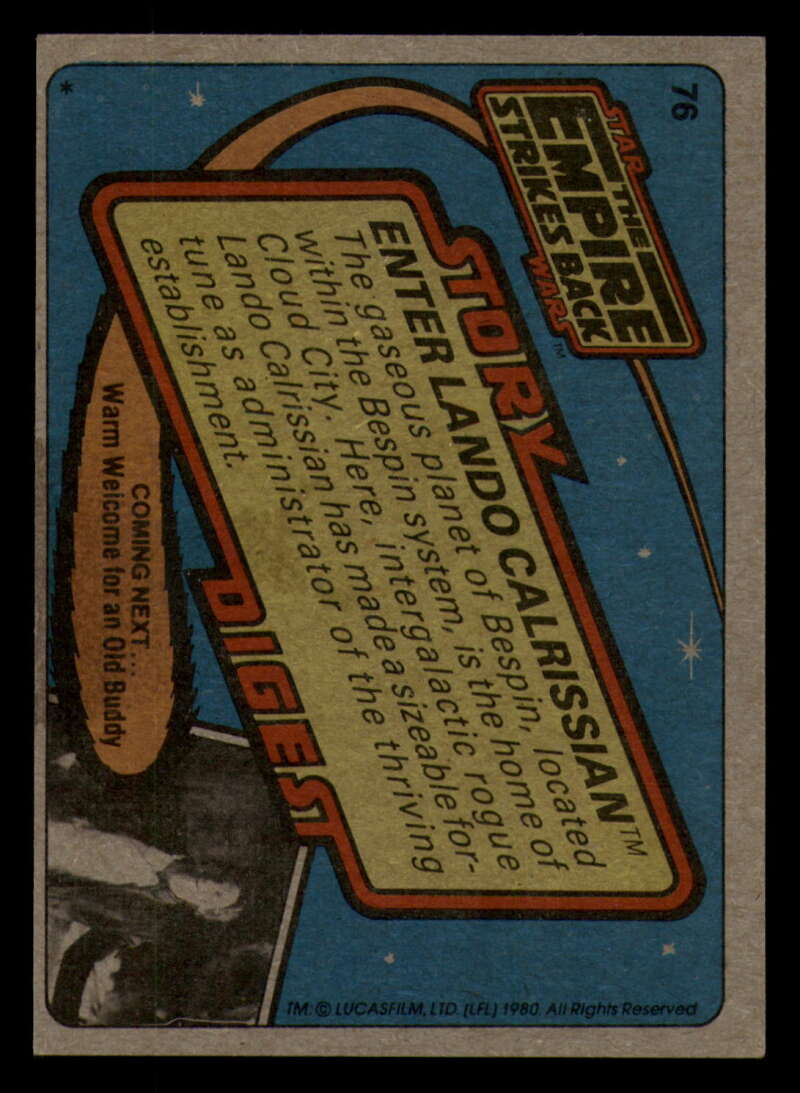 76
STAR
THE
EMPIRE
STRIKES BACK
WARS™
STORY
ENTER LANDO CALRISSIAN™
The gaseous planet of Bespin, located
within the Bespin system, is the home of
Cloud City. Here, intergalactic rogue
Lando Calrissian has made a sizeable for-
tune as administrator of the thriving
establishment.
DIGEST
COMING NEXT...
Warm Welcome for an Old Buddy
*
TM: © LUCASFILM, LTD. (LFL) 1980. All Rights Reserved